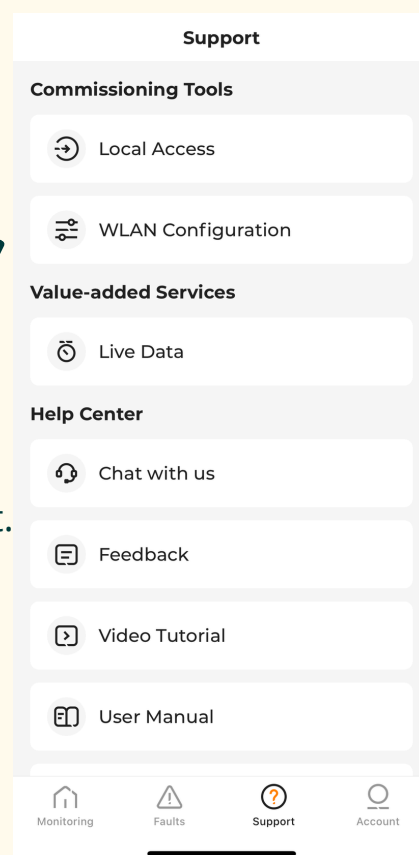 Support
Commissioning Tools
Local Access
WLAN Configuration
Value-added Services
Live Data
Help Center
Chat with us
Feedback
Video Tutorial
User Manual
Monitoring
Faults
Support
Account